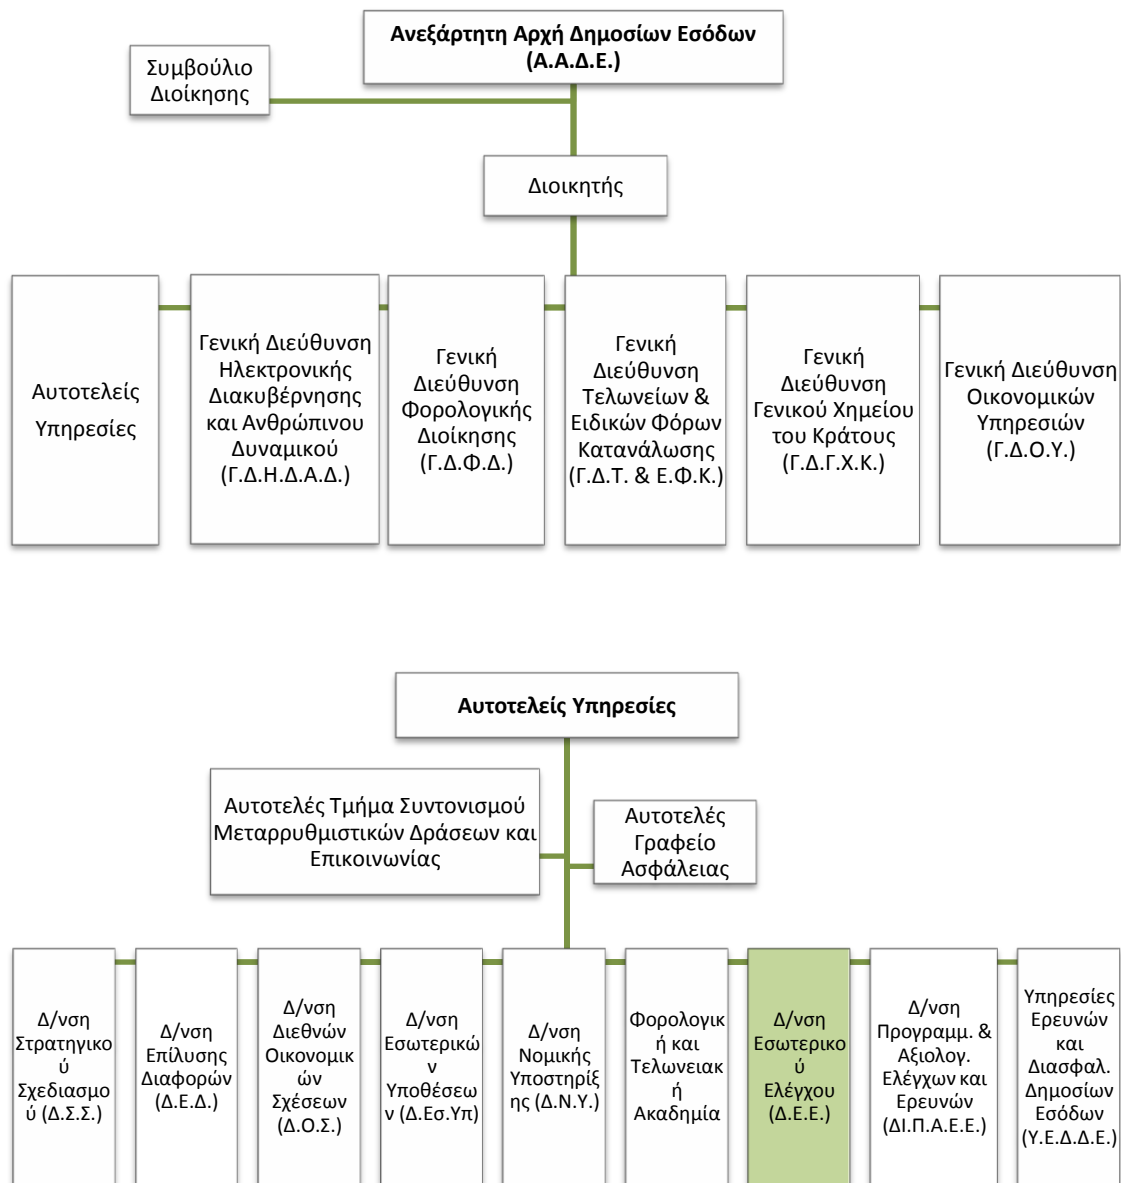 Ανεξάρτητη Αρχή Δημοσίων Εσόδων
(Α.Α.Δ.Ε.)
Συμβούλιο
Διοίκησης
Διοικητής
Αυτοτελείς
Υπηρεσίες
Γενική Διεύθυνση
Ηλεκτρονικής
Διακυβέρνησης
και Ανθρώπινου
Δυναμικού
(Γ.Δ.Η.Δ.Α.Δ.)
Γενική
Διεύθυνση
Φορολογικής
Διοίκησης
(Γ.Δ.Φ.Δ.)
Γενική
Διεύθυνση
Τελωνείων &
Ειδικών Φόρων
Κατανάλωσης
(Γ.Δ.Τ. & Ε.Φ.Κ.)
Γενική
Διεύθυνση
Γενικού Χημείου
του Κράτους
(Γ.Δ.Γ.Χ.Κ.)
Γενική Διεύθυνση
Οικονομικών
Υπηρεσιών
(Γ.Δ.Ο.Υ.)
Αυτοτελείς Υπηρεσίες
Αυτοτελές Τμήμα Συντονισμού
Μεταρρυθμιστικών Δράσεων και
Επικοινωνίας
Αυτοτελές
Γραφείο
Ασφάλειας
Δ/νση
Στρατηγικο
ύ
Σχεδιασμο
ύ (Δ.Σ.Σ.)
Δ/νση
Επίλυσης
Διαφορών
(Δ.Ε.Δ.)
Δ/νση
Διεθνών
Οικονομικ
ών
Σχέσεων
(Δ.Ο.Σ.)
Δ/νση
Εσωτερικώ
ν
Υποθέσεω
ν (Δ.Εσ.Υπ)
Δ/νση
Νομικής
Υποστηρίξ
ης (Δ.Ν.Υ.)
Φορολογικ
ή και
Τελωνειακ
ή
Ακαδημία
Δ/νση
Εσωτερικο
ύ
Ελέγχου
(Δ.Ε.Ε.)
Δ/νση
Προγραμμ. &
Αξιολογ.
Ελέγχων και
Ερευνών
(ΔΙ.Π.Α.Ε.Ε.)
Υπηρεσίες
Ερευνών
και
Διασφαλ.
Δημοσίων
Εσόδων
(Υ.Ε.Δ.Δ.Ε.)